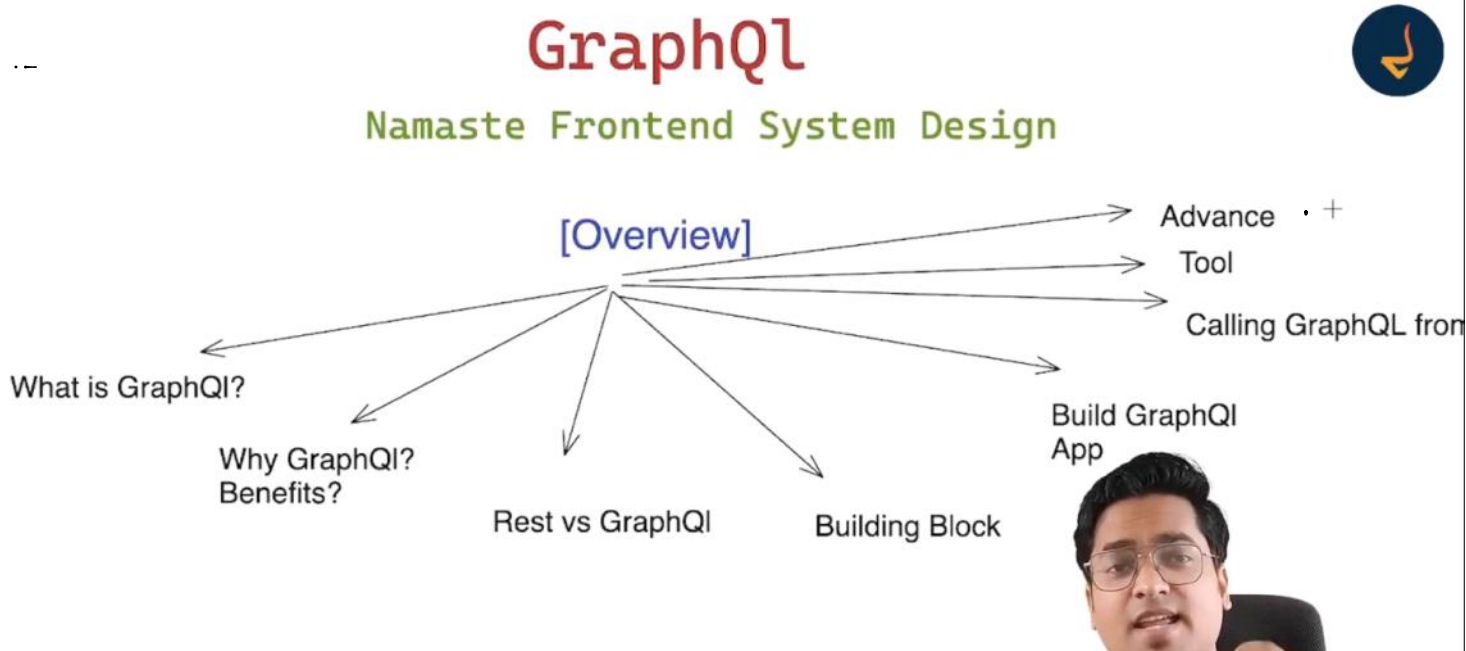 GraphQl
Namaste Frontend System Design
[Overview]
Advance
Tool
Calling GraphQL from
What is GraphQl?
Why GraphQl?
Benefits?
Rest vs GraphQl
Building Block
Build GraphQl
App